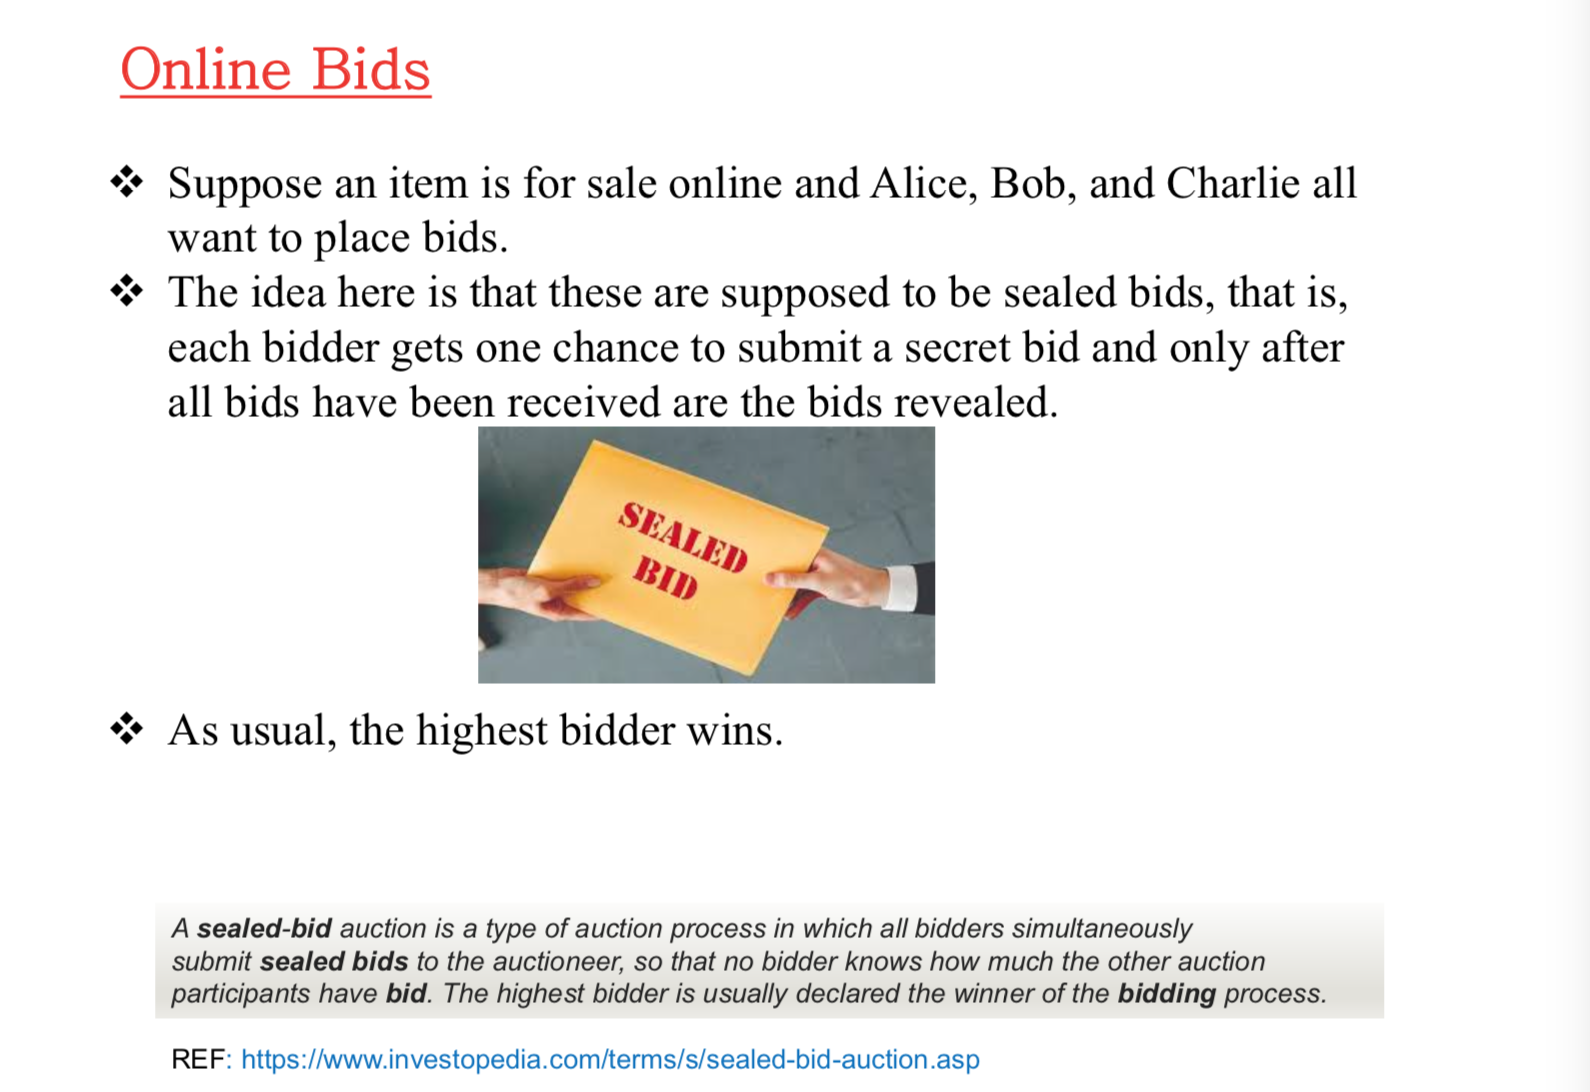 Online Bids
❖ Suppose an item is for sale online and Alice, Bob, and Charlie all
want to place bids.
❖ The idea here is that these are supposed to be sealed bids, that is,
each bidder gets one chance to submit a secret bid and only after
all bids have been received are the bids revealed.
SEALED
BID
❖ As usual, the highest bidder wins.
A sealed-bid auction is a type of auction process in which all bidders simultaneously
submit sealed bids to the auctioneer, so that no bidder knows how much the other auction
participants have bid. The highest bidder is usually declared the winner of the bidding process.
REF: https://www.investopedia.com/terms/s/sealed-bid-auction.asp